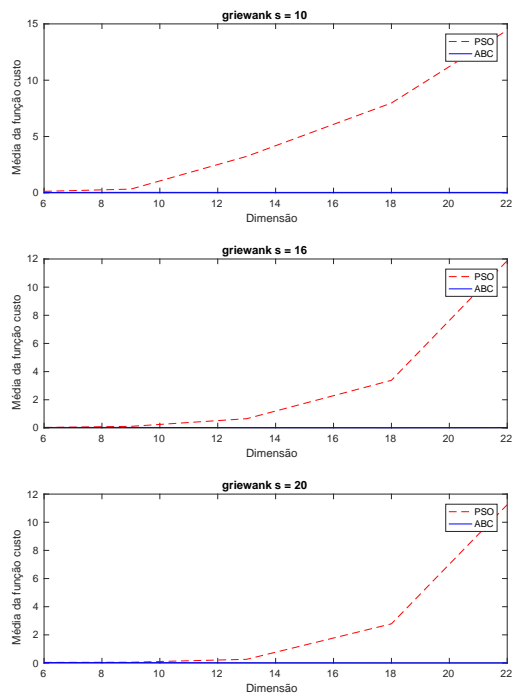 griewank s = 10
Média da função custo
15
10
5
0
PSO
ABC
6 8 10 12 14 16 18 20 22
Dimensão
griewank s = 16
Média da função custo
12
10
8
6
4
2
0
PSO
ABC
6 8 10 12 14 16 18 20 22
Dimensão
griewank s = 20
Média da função custo
12
10
8
6
4
2
0
PSO
ABC
6 8 10 12 14 16 18 20 22
Dimensão